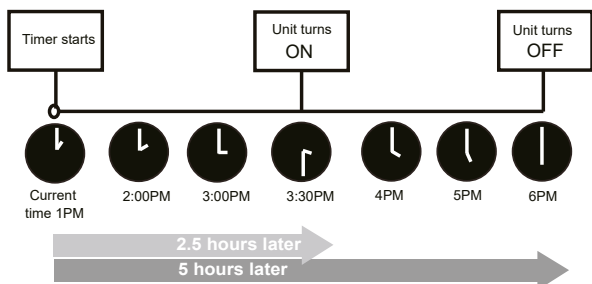 Timer starts
Unit turns
ON
Unit turns
OFF
Current
time 1PM
2:00PM
3:00PM
3:30PM
4PM
5PM
6PM
2.5 hours later
5 hours later